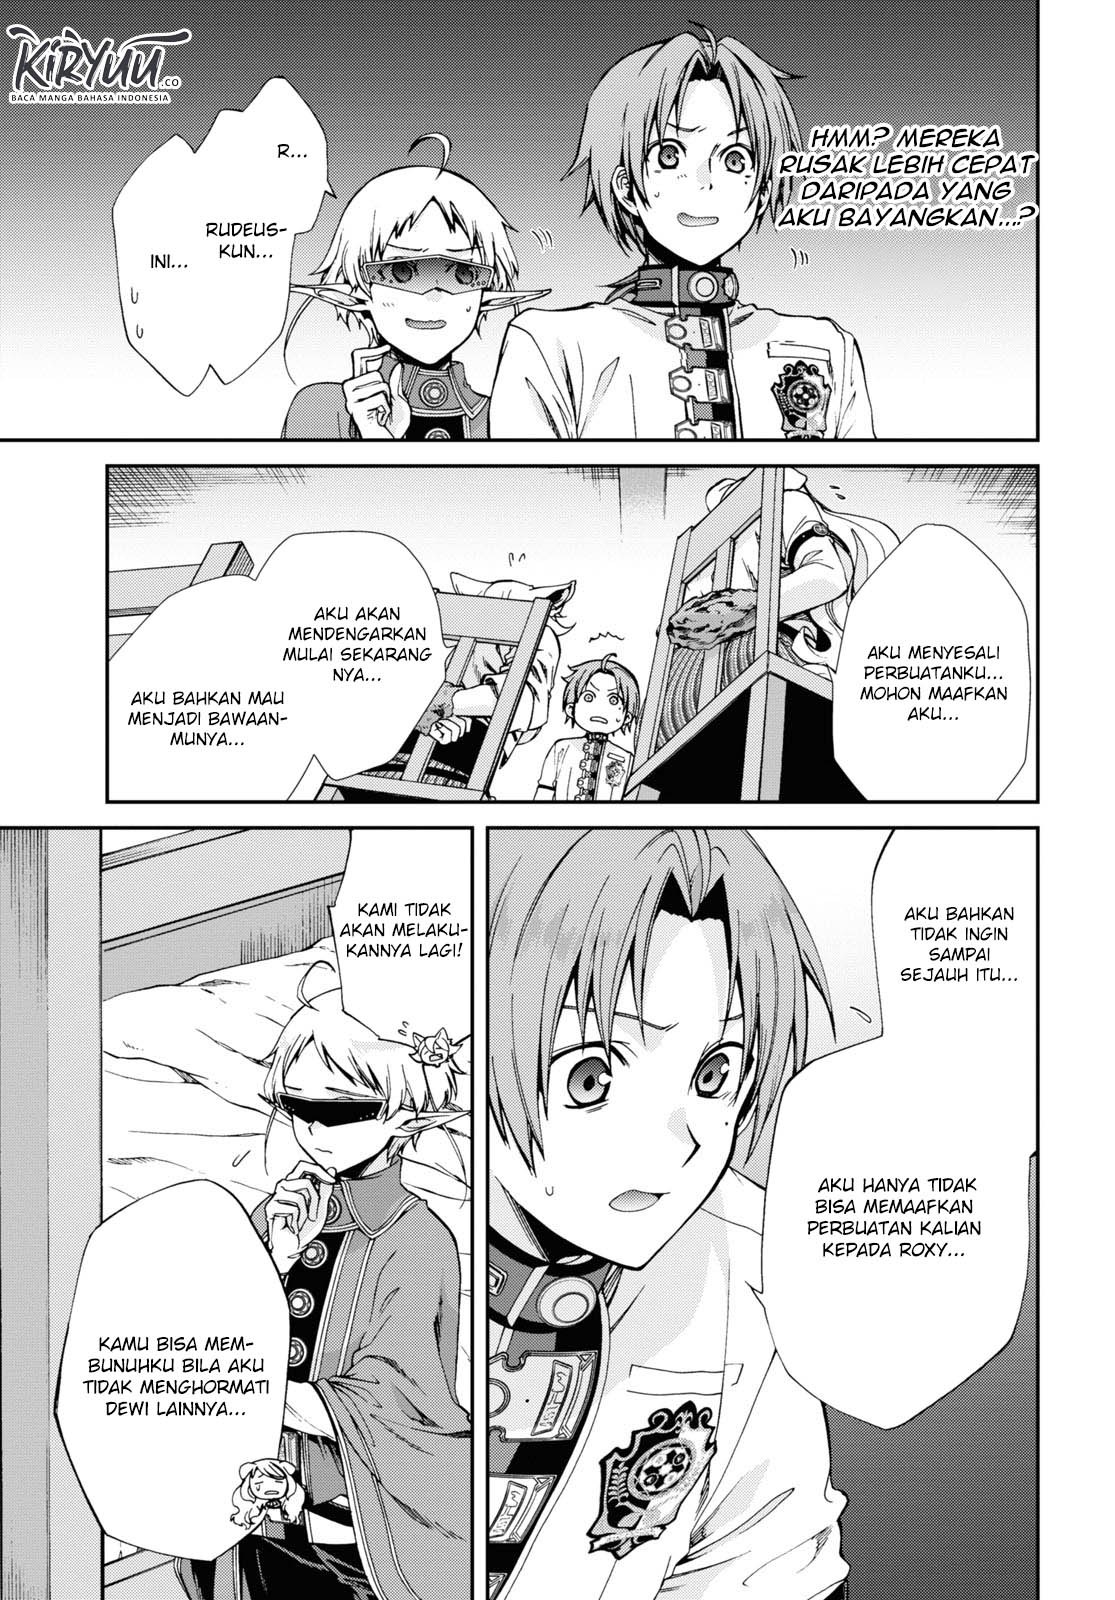 KiRYUU.CO
BACA MANGA BAHASA INDONESIA
HMM? MEREKA
RUSAK LEBIH CEPAT
DARIPADA YANG
AKU BAYANGKAN...?
R...
RUDEUS-
KUN...
INI...
AKU MENYESALI
PERBUATANKU...
MOHON MAAFKAN
AKU...
AKU AKAN
MENDENGARKAN
MULAI SEKARANG
NYA...
AKU BAHKAN MAU
MENJADI BAWAAN-
MUNYA...
AKU BAHKAN
TIDAK INGIN
SAMPAI
SEJAUH ITU...
AKU HANYA TIDAK
BISA MEMAAFKAN
PERBUATAN KALIAN
KEPADA ROXY...
KAMI TIDAK
AKAN MELAKU-
KANNYA LAGI!
KAMU BISA MEM-
BUNUHKU BILA AKU
TIDAK MENGHORMATI
DEWI LAINNYA...